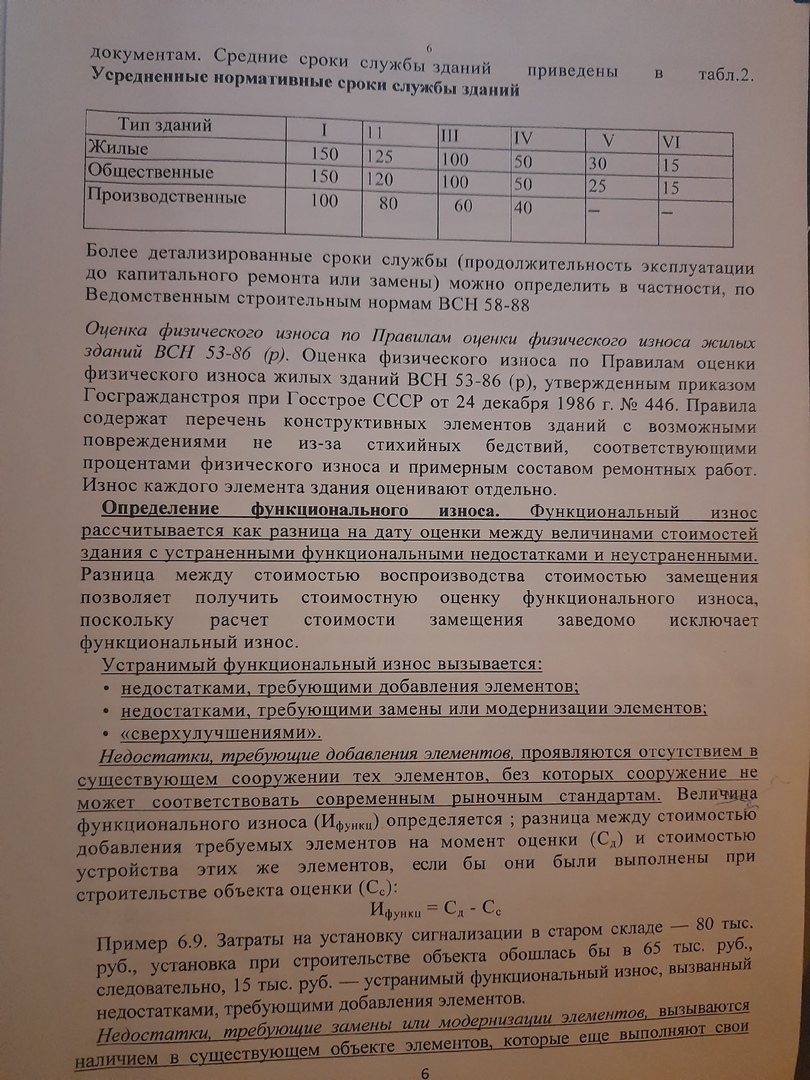 6
документам. Средние сроки службы зданий приведены в табл.2.
Усредненные нормативные сроки службы зданий
Тип зданий I II III IV V VI
Жилые 150 125 100 50 30 15
Общественные 150 120 100 50 25 15
Производственные 100 80 60 40 – –
Более детализированные сроки службы (продолжительность эксплуатации
до капитального ремонта или замены) можно определить в частности, по
Ведомственным строительным нормам ВСН 58-88
Оценка физического износа по Правилам оценки физического износа жилых
зданий ВСН 53-86 (р). Оценка физического износа по Правилам оценки
физического износа жилых зданий ВСН 53-86 (р), утвержденным приказом
Госгражданстроя при Госстрое СССР от 24 декабря 1986 г. № 446. Правила
содержат перечень конструктивных элементов зданий с возможными
повреждениями не из-за стихийных бедствий, соответствующими
процентами физического износа и примерным составом ремонтных работ.
Износ каждого элемента здания оценивают отдельно.
Определение функционального износа. Функциональный износ
рассчитывается как разница на дату оценки между величинами стоимостей
здания с устраненными функциональными недостатками и неустраненными.
Разница между стоимостью воспроизводства стоимостью замещения
позволяет получить стоимостную оценку функционального износа,
поскольку расчет стоимости замещения заведомо исключает
функциональный износ.
Устранимый функциональный износ вызывается:
• недостатками, требующими добавления элементов;
• недостатками, требующими замены или модернизации элементов;
• «сверхулучшениями».
Недостатки, требующие добавления элементов, проявляются отсутствием в
существующем сооружении тех элементов, без которых сооружение не
может соответствовать современным рыночным стандартам. Величина
функционального износа (Ифункц) определяется ; разница между стоимостью
добавления требуемых элементов на момент оценки (Сд) и стоимостью
устройства этих же элементов, если бы они были выполнены при
строительстве объекта оценки (Сс):
Ифункц = Сд - Сс
Пример 6.9. Затраты на установку сигнализации в старом складе — 80 тыс.
руб., установка при строительстве объекта обошлась бы в 65 тыс. руб.,
следовательно, 15 тыс. руб. — устранимый функциональный износ, вызванный
недостатками, требующими добавления элементов.
Недостатки, требующие замены или модернизации элементов, вызываются
наличием в существующем объекте элементов, которые еще выполняют свои
6